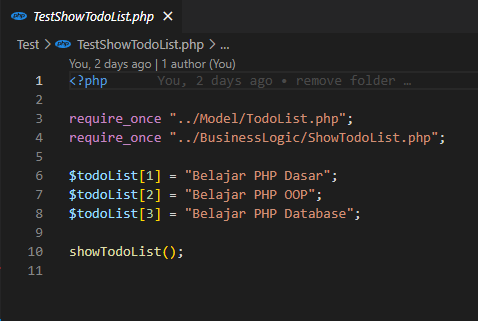 php TestShowTodoList.php ×
Test > php TestShowTodoList.php > ...
You, 2 days ago | 1 author (You)
1 <?php You, 2 days ago • remove folder …
2
3 require_once "../Model/TodoList.php";
4 require_once "../BusinessLogic/ShowTodoList.php";
5
6 $todoList[1] = "Belajar PHP Dasar";
7 $todoList[2] = "Belajar PHP OOP";
8 $todoList[3] = "Belajar PHP Database";
9
10 showTodoList();
11